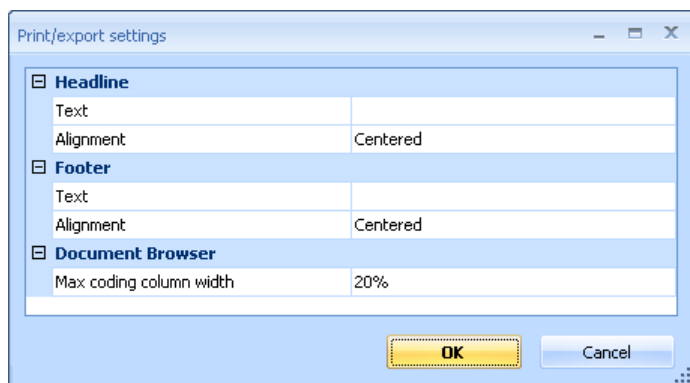 Print/export settings
Headline
Text
Alignment Centered
Footer
Text
Alignment Centered
Document Browser
Max coding column width 20%
OK Cancel